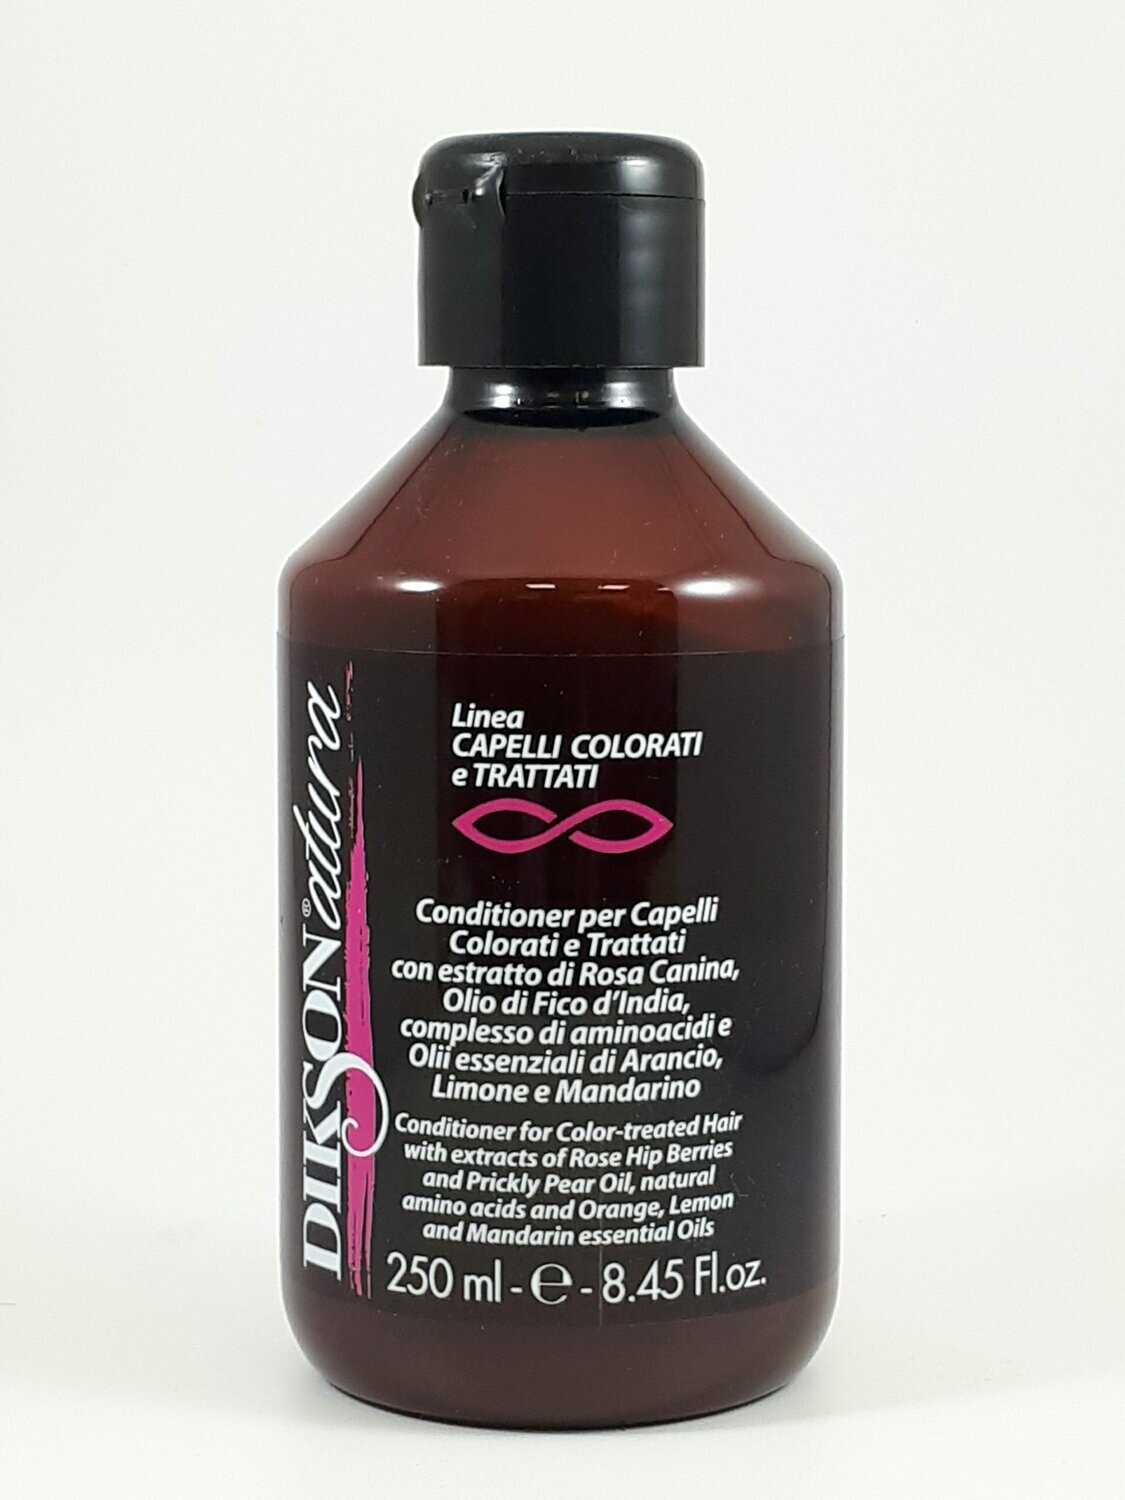 DIKSON®atura
Linea
CAPELLI COLORATI
e TRATTATI
Conditioner per Capelli
Colorati e Trattati
con estratto di Rosa Canina,
Olio di Fico d'India,
complesso di aminoacidi e
Olii essenziali di Arancio,
Limone e Mandarino
Conditioner for Color-treated Hair
with extracts of Rose Hip Berries
and Prickly Pear Oil, natural
amino acids and Orange, Lemon
and Mandarin essential Oils
250 ml - ℮ - 8.45 Fl.oz.